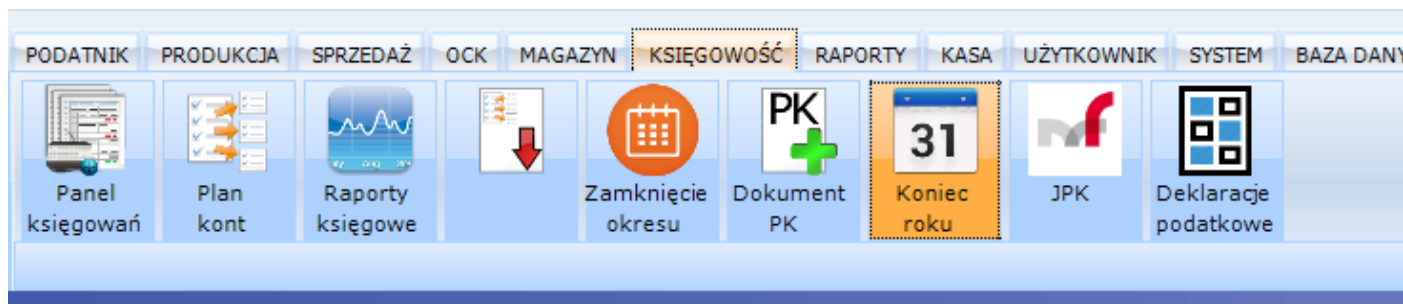 PODATNIK PRODUKCJA SPRZEDAŻ OCK MAGAZYN KSIĘGOWOŚĆ RAPORTY KASA UŻYTKOWNIK SYSTEM BAZA DANY
PK
31
Panel księgowań
Plan kont
Raporty księgowe
Zamknięcie okresu
Dokument PK
Koniec roku
JPK
Deklaracje podatkowe